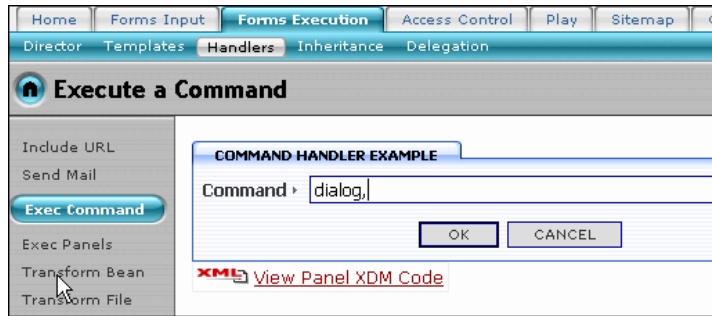 Home Forms Input Forms Execution Access Control Play Sitemap
Director Templates Handlers Inheritance Delegation
Execute a Command
Include URL
Send Mail
Exec Command
Exec Panels
Transform Bean
Transform File
COMMAND HANDLER EXAMPLE
Command dialog,
OK CANCEL
XML View Panel XDM Code